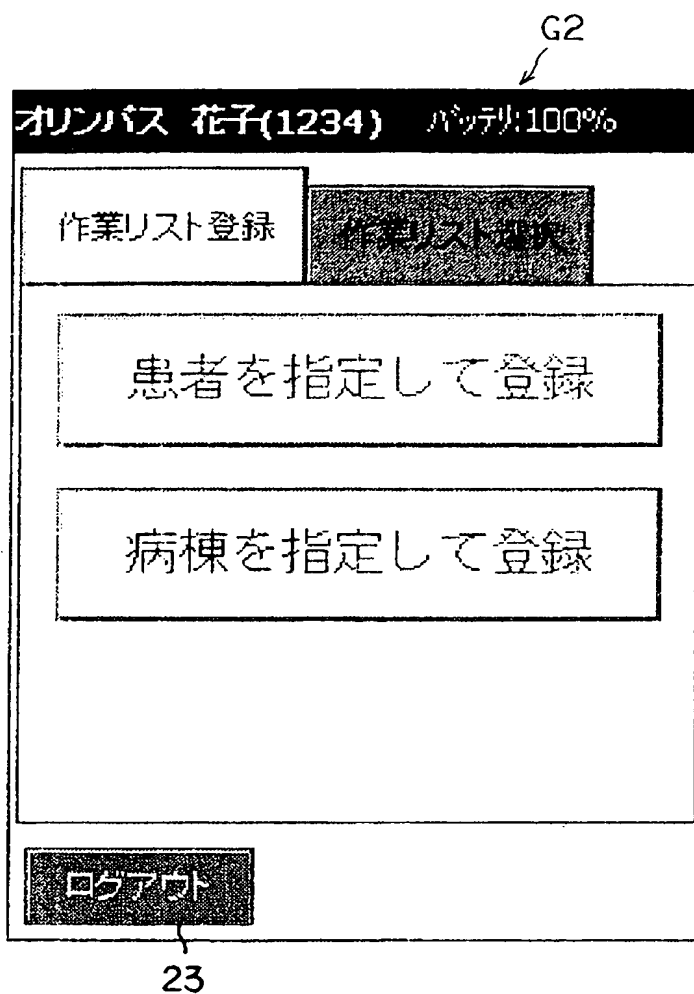 G2
オリンパス 花子(1234) バッテリ:100%
作業リスト登録 作業リスト選択
患者を指定して登録
病棟を指定して登録
ログアウト
23